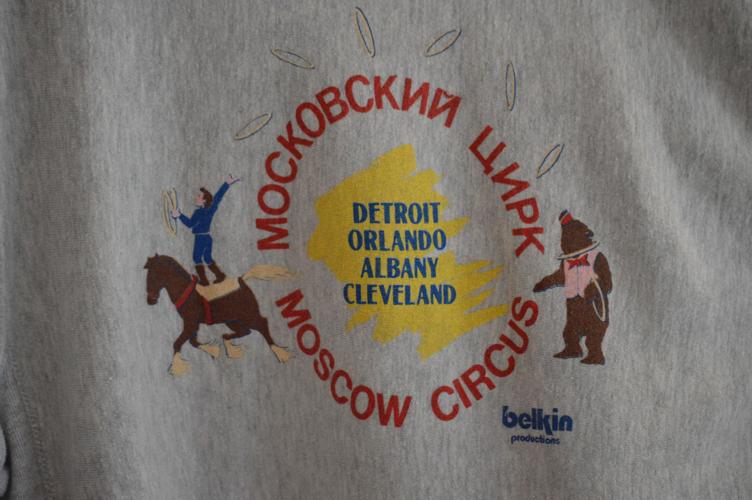 МОСКОВСКИЙ ЦИРК
DETROIT
ORLANDO
ALBANY
CLEVELAND
MOSCOW CIRCUS
belkin
productions